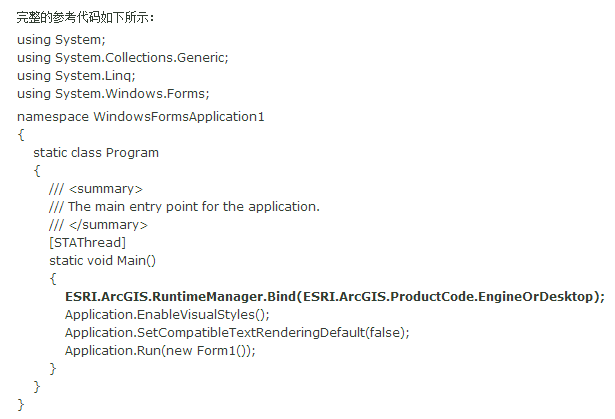 完整的参考代码如下所示：
using System;
using System.Collections.Generic;
using System.Linq;
using System.Windows.Forms;
namespace WindowsFormsApplication1
{
    static class Program
    {
        /// <summary>
        /// The main entry point for the application.
        /// </summary>
        [STAThread]
        static void Main()
        {
            ESRI.ArcGIS.RuntimeManager.Bind(ESRI.ArcGIS.ProductCode.EngineOrDesktop);
            Application.EnableVisualStyles();
            Application.SetCompatibleTextRenderingDefault(false);
            Application.Run(new Form1());
        }
    }
}